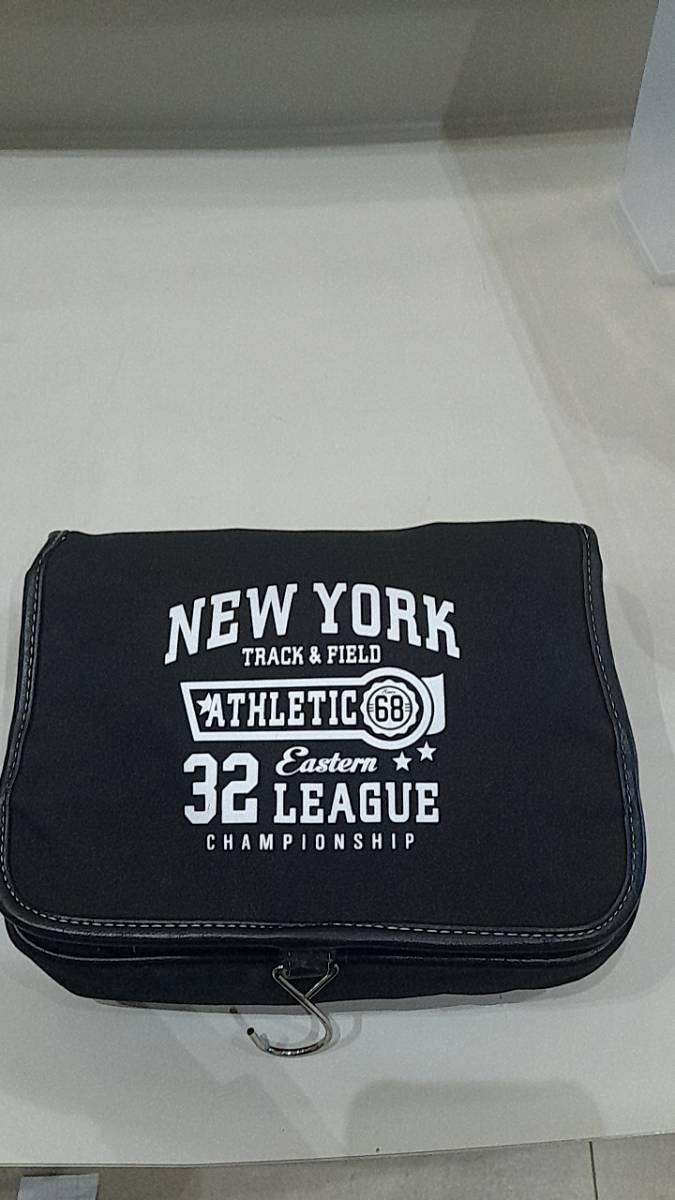 NEW YORK
TRACK & FIELD
ATHLETIC 68
32 Eastern
LEAGUE
CHAMPIONSHIP